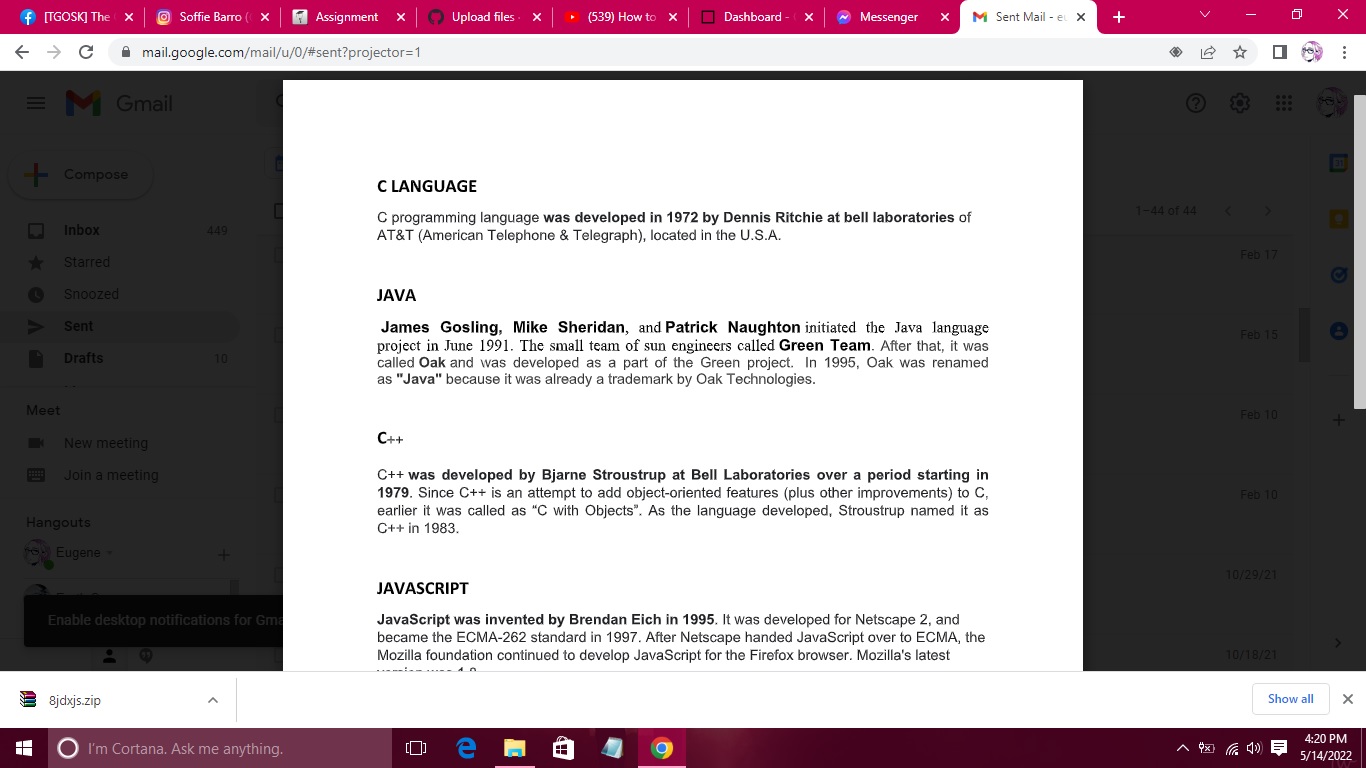 [TGOSK] The
Soffie Barro (
Assignment
Upload files
(539) How to
Dashboard -
Messenger
Sent Mail - eu
mail.google.com/mail/u/0/#sent?projector=1
Gmail
Compose
Inbox 449
Starred
Snoozed
Sent
Drafts 10
Meet
New meeting
Join a meeting
Hangouts
Eugene
Enable desktop notifications for Gma
1–44 of 44
Feb 17
Feb 15
Feb 10
Feb 10
10/29/21
10/18/21
C LANGUAGE
C programming language was developed in 1972 by Dennis Ritchie at bell laboratories of
AT&T (American Telephone & Telegraph), located in the U.S.A.
JAVA
James Gosling, Mike Sheridan, and Patrick Naughton initiated the Java language
project in June 1991. The small team of sun engineers called Green Team. After that, it was
called Oak and was developed as a part of the Green project. In 1995, Oak was renamed
as "Java" because it was already a trademark by Oak Technologies.
C++
C++ was developed by Bjarne Stroustrup at Bell Laboratories over a period starting in
1979. Since C++ is an attempt to add object-oriented features (plus other improvements) to C,
earlier it was called as “C with Objects”. As the language developed, Stroustrup named it as
C++ in 1983.
JAVASCRIPT
JavaScript was invented by Brendan Eich in 1995. It was developed for Netscape 2, and
became the ECMA-262 standard in 1997. After Netscape handed JavaScript over to ECMA, the
Mozilla foundation continued to develop JavaScript for the Firefox browser. Mozilla's latest
8jdxjs.zip
Show all
I'm Cortana. Ask me anything.
4:20 PM
5/14/2022